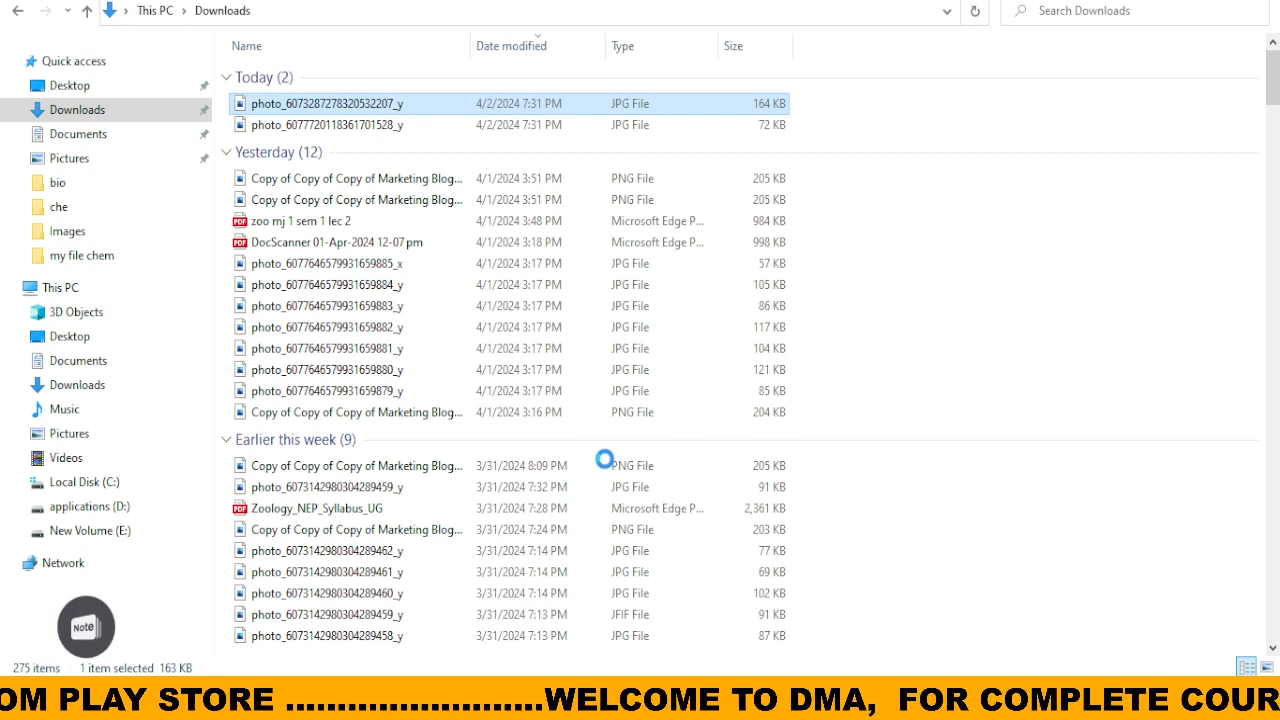 This PC > Downloads
Search Downloads
Name Date modified Type Size
Quick access
Desktop
Downloads
Documents
Pictures
bio
che
Images
my file chem
This PC
3D Objects
Desktop
Documents
Downloads
Music
Pictures
Videos
Local Disk (C:)
applications (D:)
New Volume (E:)
Network
Note
Today (2)
photo_6073287278320532207_y 4/2/2024 7:31 PM JPG File 164 KB
photo_6077720118361701528_y 4/2/2024 7:31 PM JPG File 72 KB
Yesterday (12)
Copy of Copy of Copy of Marketing Blog... 4/1/2024 3:51 PM PNG File 205 KB
Copy of Copy of Copy of Marketing Blog... 4/1/2024 3:51 PM PNG File 205 KB
PDF zoo mj 1 sem 1 lec 2 4/1/2024 3:48 PM Microsoft Edge P... 984 KB
PDF DocScanner 01-Apr-2024 12-07 pm 4/1/2024 3:18 PM Microsoft Edge P... 998 KB
photo_6077646579931659885_x 4/1/2024 3:17 PM JPG File 57 KB
photo_6077646579931659884_y 4/1/2024 3:17 PM JPG File 105 KB
photo_6077646579931659883_y 4/1/2024 3:17 PM JPG File 86 KB
photo_6077646579931659882_y 4/1/2024 3:17 PM JPG File 117 KB
photo_6077646579931659881_y 4/1/2024 3:17 PM JPG File 104 KB
photo_6077646579931659880_y 4/1/2024 3:17 PM JPG File 121 KB
photo_6077646579931659879_y 4/1/2024 3:17 PM JPG File 85 KB
Copy of Copy of Copy of Marketing Blog... 4/1/2024 3:16 PM PNG File 204 KB
Earlier this week (9)
Copy of Copy of Copy of Marketing Blog... 3/31/2024 8:09 PM PNG File 205 KB
photo_6073142980304289459_y 3/31/2024 7:32 PM JPG File 91 KB
PDF Zoology_NEP_Syllabus_UG 3/31/2024 7:28 PM Microsoft Edge P... 2,361 KB
Copy of Copy of Copy of Marketing Blog... 3/31/2024 7:24 PM PNG File 203 KB
photo_6073142980304289462_y 3/31/2024 7:14 PM JPG File 77 KB
photo_6073142980304289461_y 3/31/2024 7:14 PM JPG File 69 KB
photo_6073142980304289460_y 3/31/2024 7:14 PM JPG File 102 KB
photo_6073142980304289459_y 3/31/2024 7:13 PM JFIF File 91 KB
photo_6073142980304289458_y 3/31/2024 7:13 PM JPG File 87 KB
275 items 1 item selected 163 KB
OM PLAY STORE .........................WELCOME TO DMA, FOR COMPLETE COUR